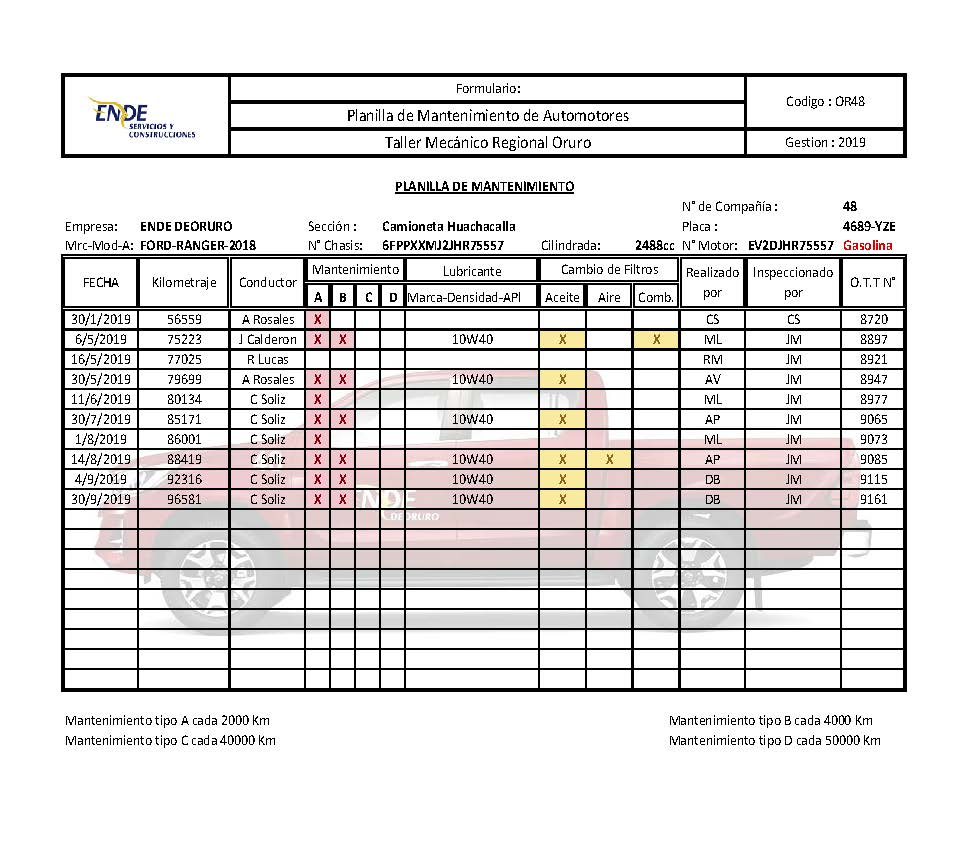 ENDE
SERVICIOS Y
CONSTRUCCIONES
Formulario:
Planilla de Mantenimiento de Automotores
Taller Mecánico Regional Oruro
Codigo : OR48
Gestion : 2019
PLANILLA DE MANTENIMIENTO
N° de Compañía : 48
Empresa: ENDE DEORURO Sección : Camioneta Huachacalla Placa : 4689-YZE
Mrc-Mod-A: FORD-RANGER-2018 N° Chasis: 6FPPXXMJ2JHR75557 Cilindrada: 2488cc N° Motor: EV2DJHR75557 Gasolina
FECHA Kilometraje Conductor Mantenimiento Lubricante Cambio de Filtros Realizado por Inspeccionado por O.T.T N°
A B C D Marca-Densidad-API Aceite Aire Comb.
30/1/2019 56559 A Rosales X CS CS 8720
6/5/2019 75223 J Calderon X X 10W40 X X ML JM 8897
16/5/2019 77025 R Lucas RM JM 8921
30/5/2019 79699 A Rosales X X 10W40 X AV JM 8947
11/6/2019 80134 C Soliz X ML JM 8977
30/7/2019 85171 C Soliz X X 10W40 X AP JM 9065
1/8/2019 86001 C Soliz X ML JM 9073
14/8/2019 88419 C Soliz X X 10W40 X X AP JM 9085
4/9/2019 92316 C Soliz X X 10W40 X DB JM 9115
30/9/2019 96581 C Soliz X X 10W40 X DB JM 9161
ENDE
DEORURO
Mantenimiento tipo A cada 2000 Km Mantenimiento tipo B cada 4000 Km
Mantenimiento tipo C cada 40000 Km Mantenimiento tipo D cada 50000 Km